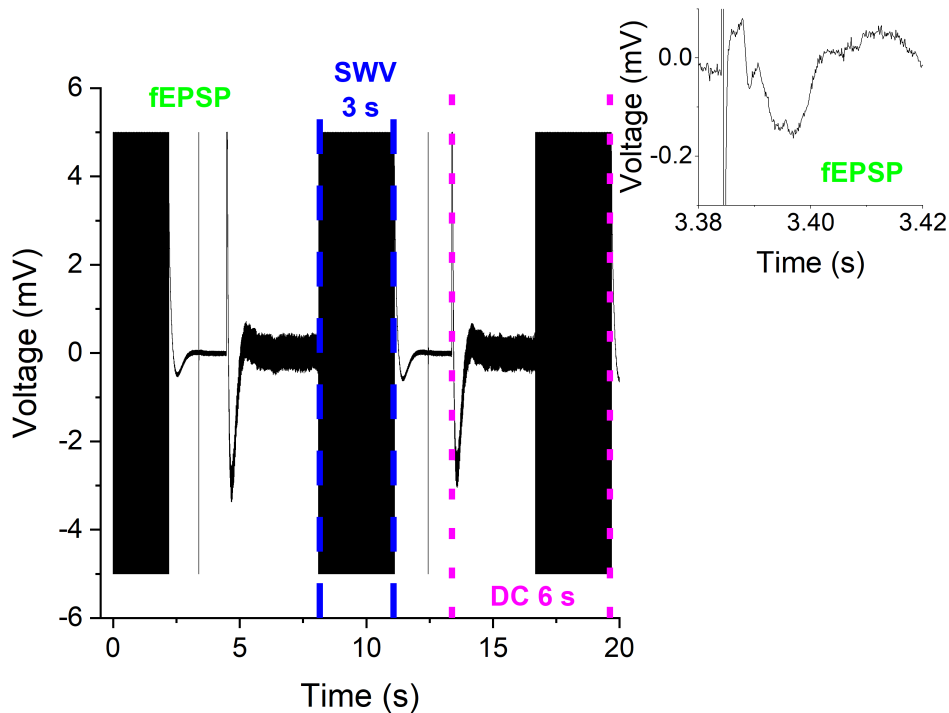 SWV
3 s
fEPSP
6
4
2
0
-2
-4
-6
Voltage (mV)
0
5
10
15
20
Time (s)
DC 6 s
0.0
-0.2
Voltage (mV)
fEPSP
3.38
3.40
3.42
Time (s)